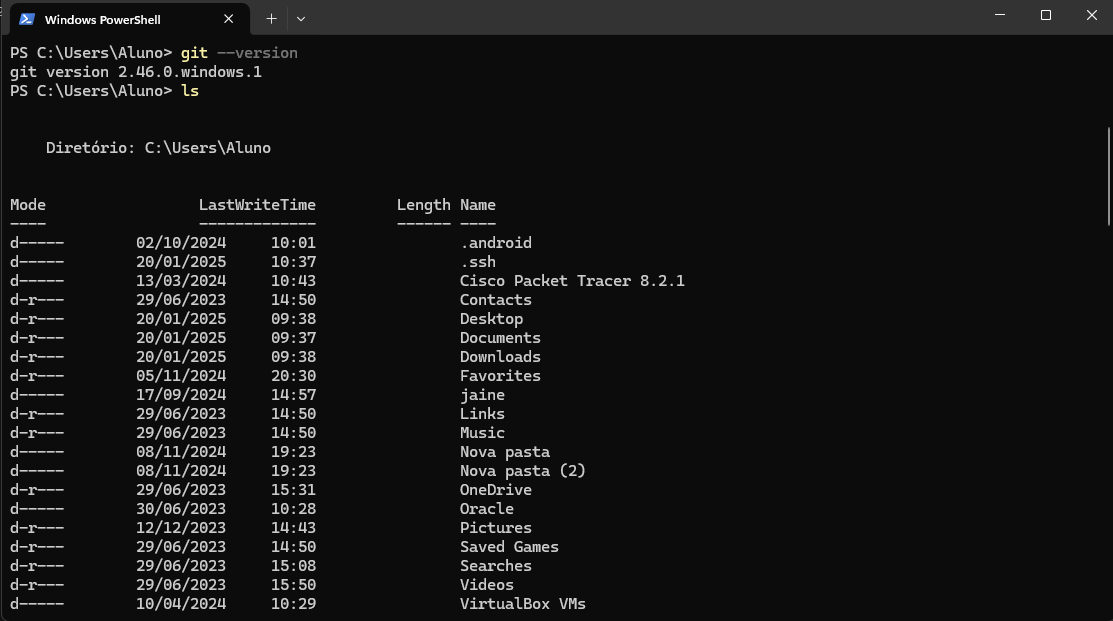 Windows PowerShell
PS C:\Users\Aluno> git --version
git version 2.46.0.windows.1
PS C:\Users\Aluno> ls
Diretório: C:\Users\Aluno
Mode                 LastWriteTime         Length Name
----                 -------------         ------ ----
d-----        02/10/2024     10:01                .android
d-----        20/01/2025     10:37                .ssh
d-----        13/03/2024     10:43                Cisco Packet Tracer 8.2.1
d-r---        29/06/2023     14:50                Contacts
d-r---        20/01/2025     09:38                Desktop
d-r---        20/01/2025     09:37                Documents
d-r---        20/01/2025     09:38                Downloads
d-r---        05/11/2024     20:30                Favorites
d-----        17/09/2024     14:57                jaine
d-r---        29/06/2023     14:50                Links
d-r---        29/06/2023     14:50                Music
d-----        08/11/2024     19:23                Nova pasta
d-----        08/11/2024     19:23                Nova pasta (2)
d-r---        29/06/2023     15:31                OneDrive
d-----        30/06/2023     10:28                Oracle
d-r---        12/12/2023     14:43                Pictures
d-r---        29/06/2023     14:50                Saved Games
d-r---        29/06/2023     15:08                Searches
d-r---        29/06/2023     15:50                Videos
d-----        10/04/2024     10:29                VirtualBox VMs